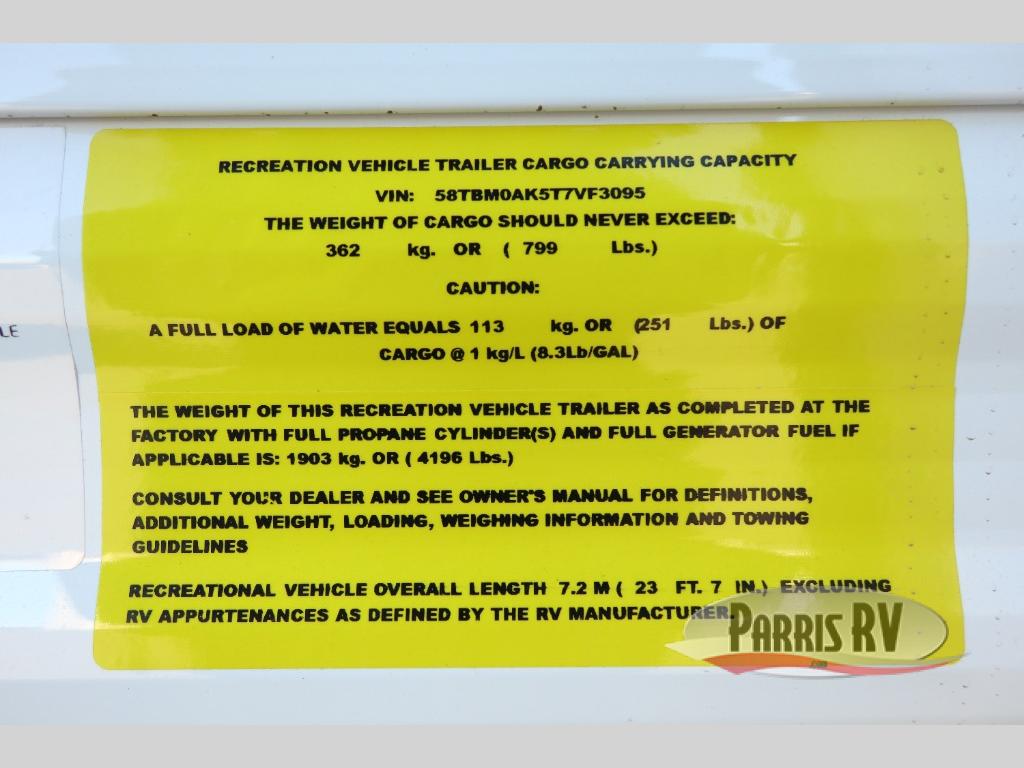 RECREATION VEHICLE TRAILER CARGO CARRYING CAPACITY
VIN: 58TBM0AK5T7VF3095
THE WEIGHT OF CARGO SHOULD NEVER EXCEED:
362 kg. OR ( 799 Lbs.)
CAUTION:
A FULL LOAD OF WATER EQUALS 113 kg. OR (251 Lbs.) OF
CARGO @ 1 kg/L (8.3Lb/GAL)
LE
THE WEIGHT OF THIS RECREATION VEHICLE TRAILER AS COMPLETED AT THE
FACTORY WITH FULL PROPANE CYLINDER(S) AND FULL GENERATOR FUEL IF
APPLICABLE IS: 1903 kg. OR ( 4196 Lbs.)
CONSULT YOUR DEALER AND SEE OWNER'S MANUAL FOR DEFINITIONS,
ADDITIONAL WEIGHT, LOADING, WEIGHING INFORMATION AND TOWING
GUIDELINES
RECREATIONAL VEHICLE OVERALL LENGTH 7.2 M ( 23 FT. 7 IN.) EXCLUDING
RV APPURTENANCES AS DEFINED BY THE RV MANUFACTURER.
PARRIS RV
.com